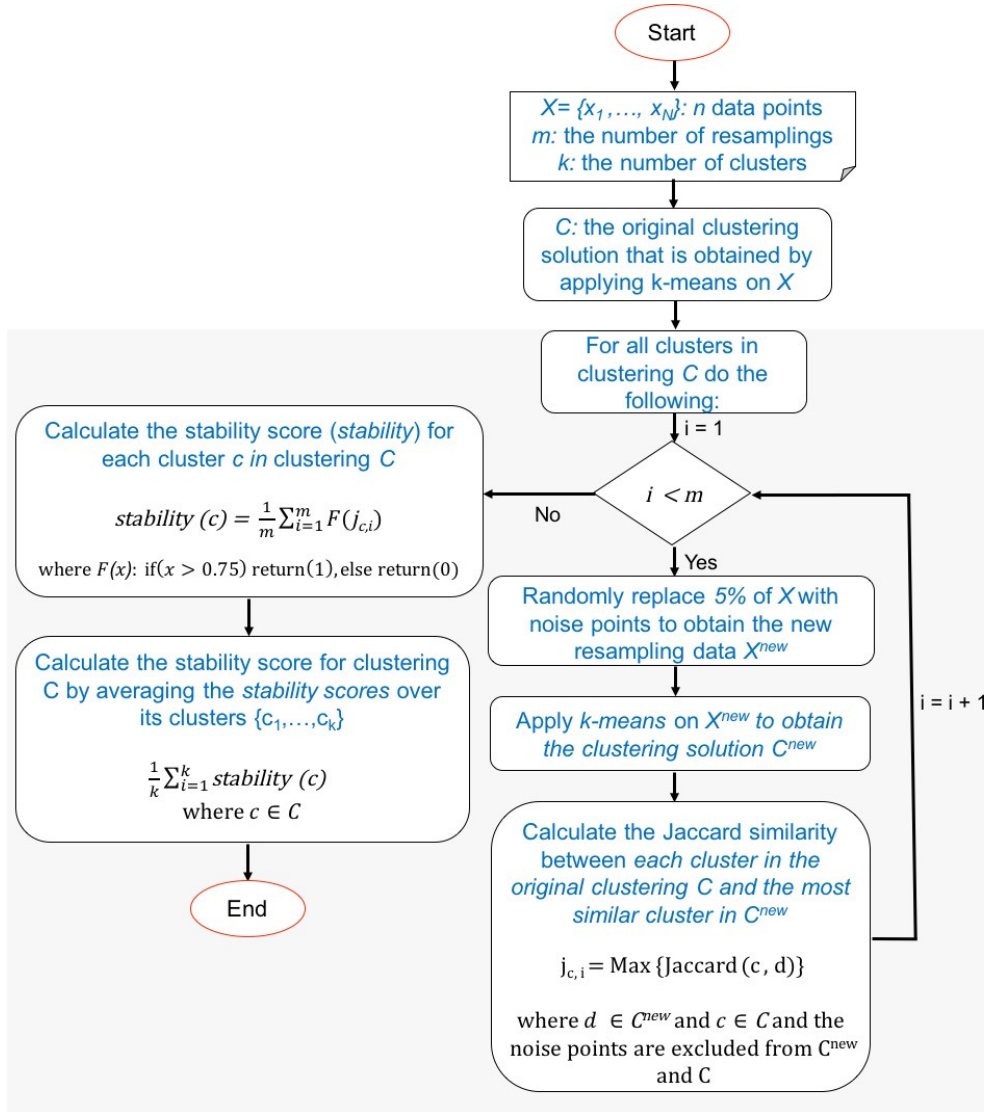 Start
X= {x₁,..., x_N}: n data points
m: the number of resamplings
k: the number of clusters
C: the original clustering
solution that is obtained by
applying k-means on X
For all clusters in
clustering C do the
following:
i = 1
i < m
No
Yes
Randomly replace 5% of X with
noise points to obtain the new
resampling data X^new
Apply k-means on X^new to obtain
the clustering solution C^new
Calculate the Jaccard similarity
between each cluster in the
original clustering C and the most
similar cluster in C^new
j_c, i = Max {Jaccard (c , d)}
where d ∈ C^new and c ∈ C and the
noise points are excluded from C^new
and C
i = i + 1
Calculate the stability score (stability) for
each cluster c in clustering C
stability (c) = 1/m ∑_{i=1}^{m} F(j_{c,i})
where F(x): if(x > 0.75) return(1), else return(0)
Calculate the stability score for clustering
C by averaging the stability scores over
its clusters {c₁,...,c_k}
1/k ∑_{i=1}^{k} stability (c)
where c ∈ C
End